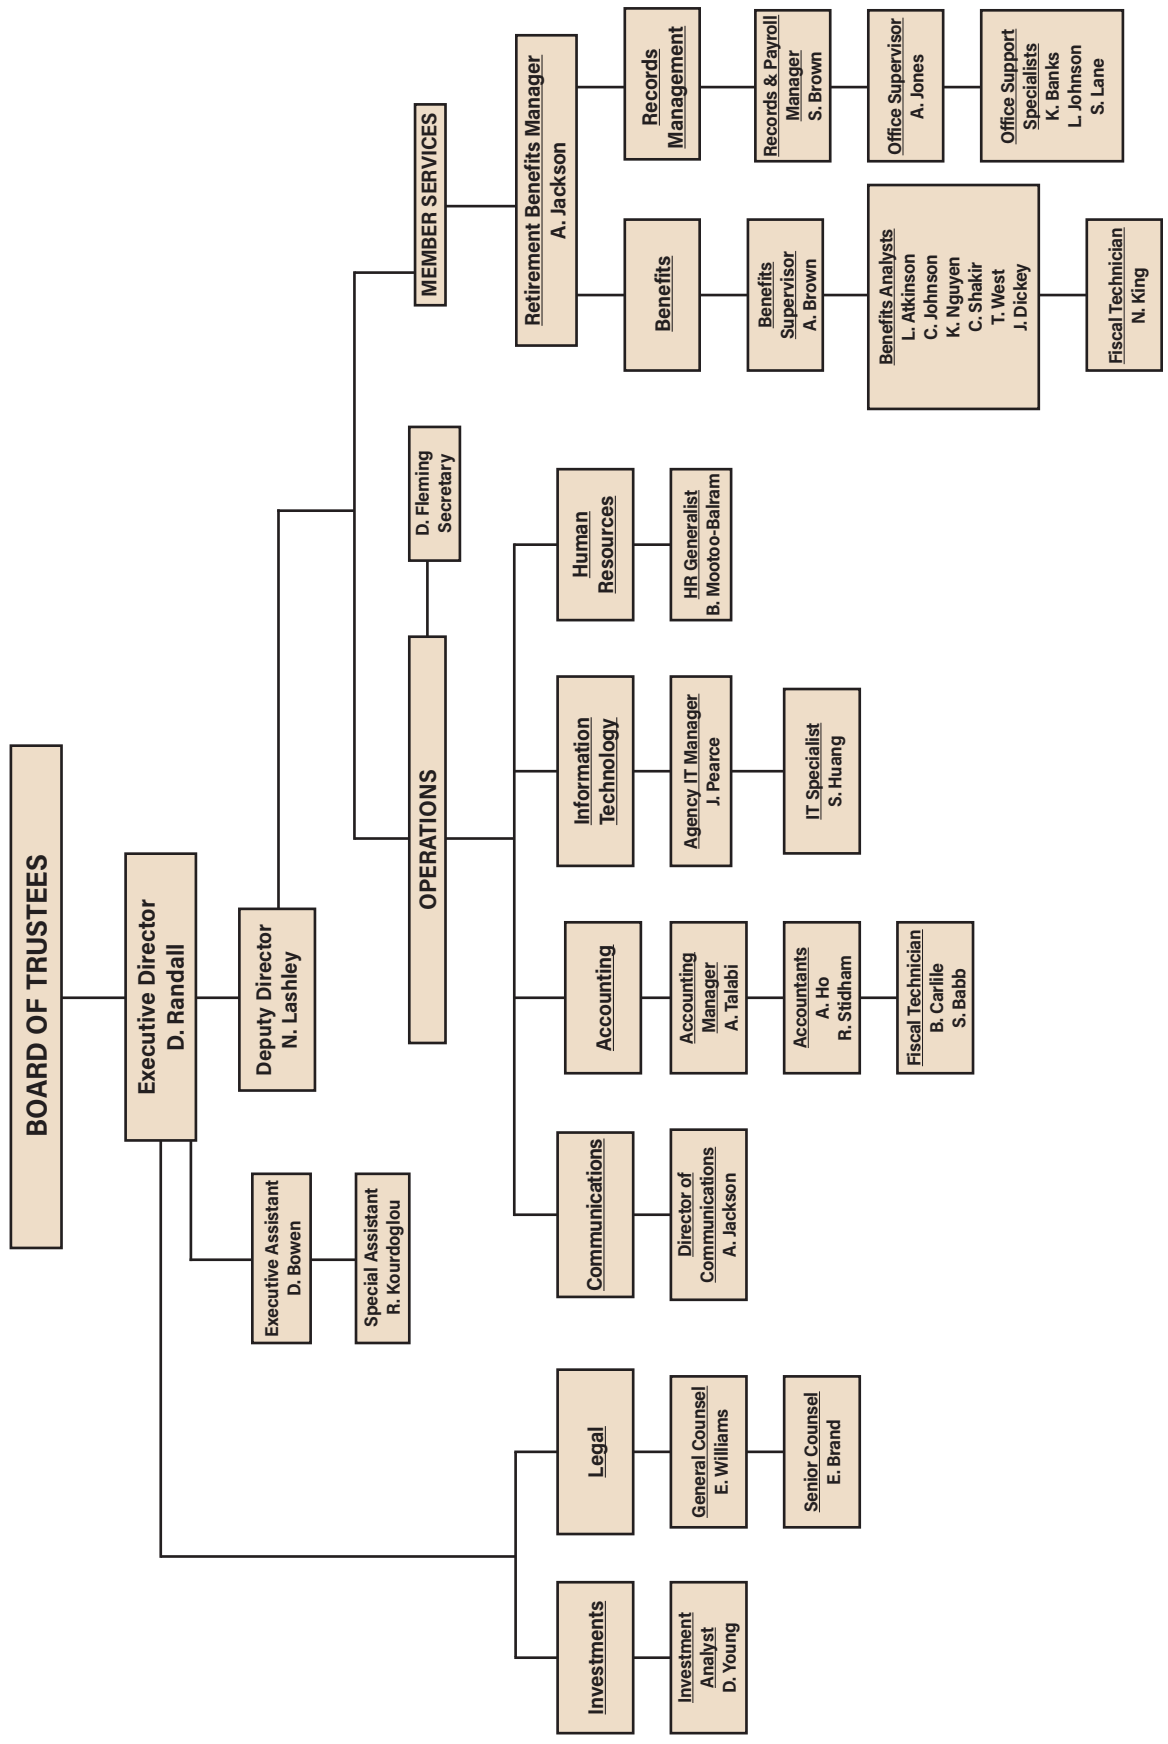 BOARD OF TRUSTEES
Executive Director
D. Randall
Deputy Director
N. Lashley
Executive Assistant
D. Bowen
Special Assistant
R. Kourdoglou
OPERATIONS
D. Fleming
Secretary
MEMBER SERVICES
Retirement Benefits Manager
A. Jackson
Investments
Investment
Analyst
D. Young
Legal
General Counsel
E. Williams
Senior Counsel
E. Brand
Communications
Director of
Communications
A. Jackson
Accounting
Accounting
Manager
A. Talabi
Accountants
A. Ho
R. Stidham
Fiscal Technician
B. Carlile
S. Babb
Information
Technology
Agency IT Manager
J. Pearce
IT Specialist
S. Huang
Human
Resources
HR Generalist
B. Mootoo-Balram
Benefits
Benefits
Supervisor
A. Brown
Benefits Analysts
L. Atkinson
C. Johnson
K. Nguyen
C. Shakir
T. West
J. Dickey
Fiscal Technician
N. King
Records
Management
Records & Payroll
Manager
S. Brown
Office Supervisor
A. Jones
Office Support
Specialists
K. Banks
L. Johnson
S. Lane